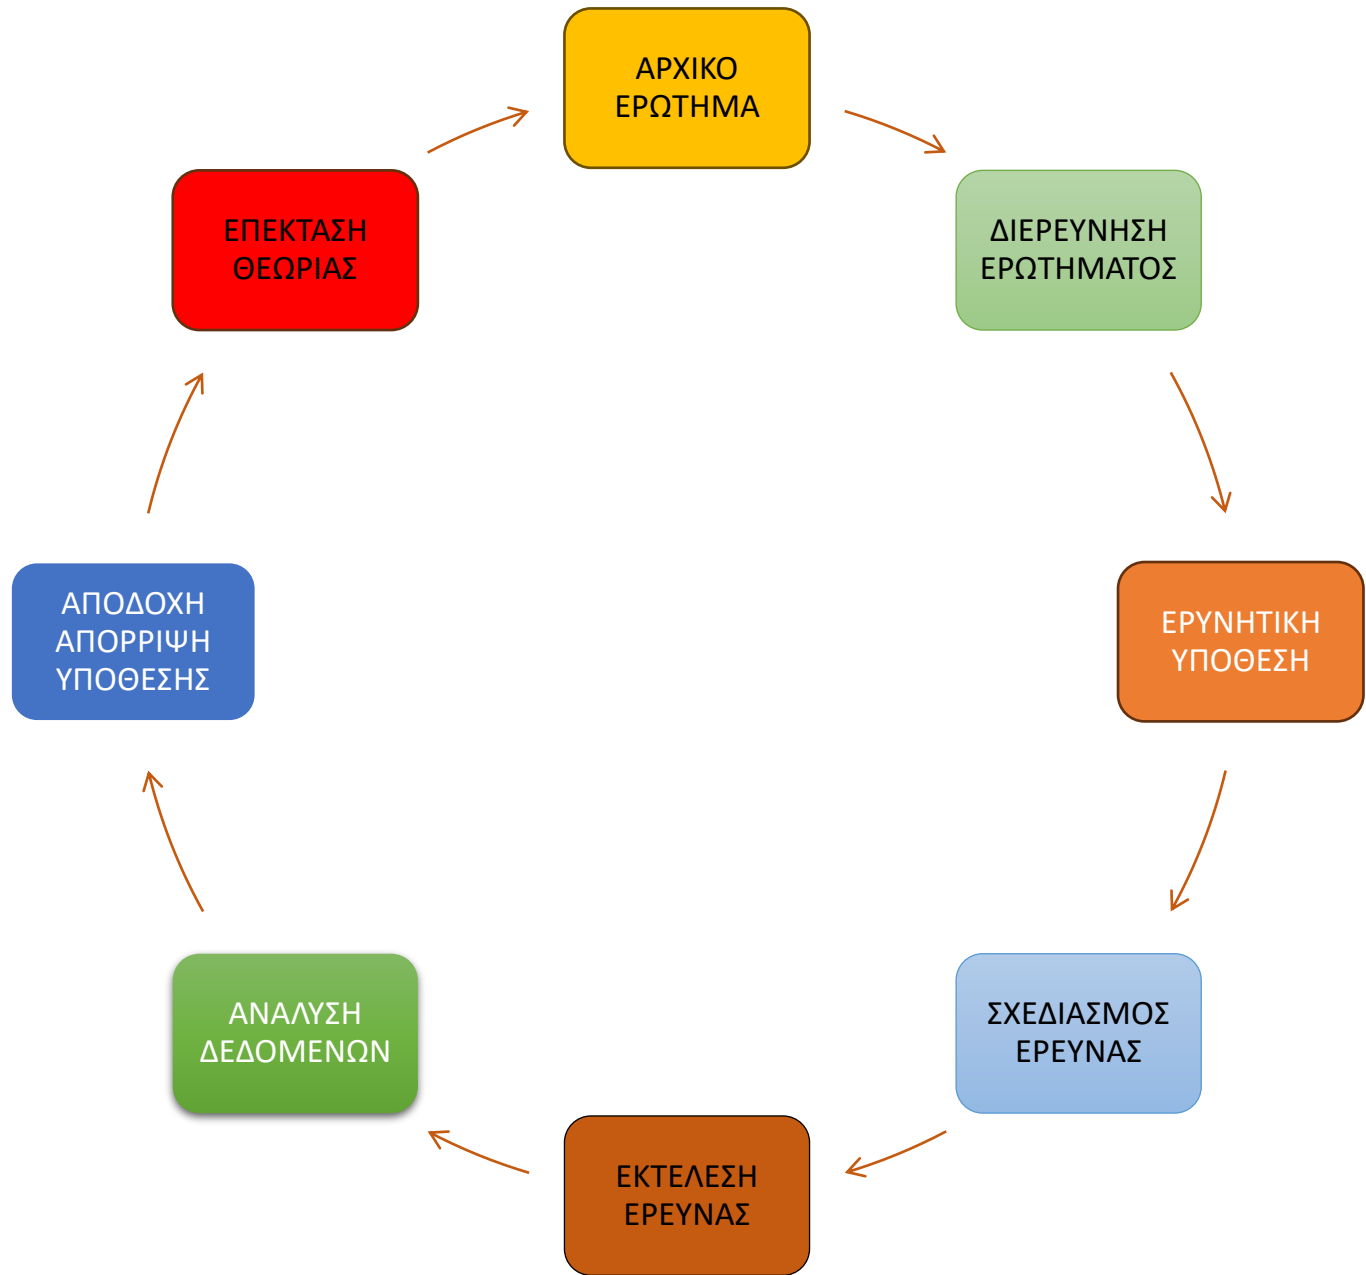 ΑΡΧΙΚΟ
ΕΡΩΤΗΜΑ
ΔΙΕΡΕΥΝΗΣΗ
ΕΡΩΤΗΜΑΤΟΣ
ΕΡΥΝΗΤΙΚΗ
ΥΠΟΘΕΣΗ
ΣΧΕΔΙΑΣΜΟΣ
ΕΡΕΥΝΑΣ
ΕΚΤΕΛΕΣΗ
ΕΡΕΥΝΑΣ
ΑΝΑΛΥΣΗ
ΔΕΔΟΜΕΝΩΝ
ΑΠΟΔΟΧΗ
ΑΠΟΡΡΙΨΗ
ΥΠΟΘΕΣΗΣ
ΕΠΕΚΤΑΣΗ
ΘΕΩΡΙΑΣ